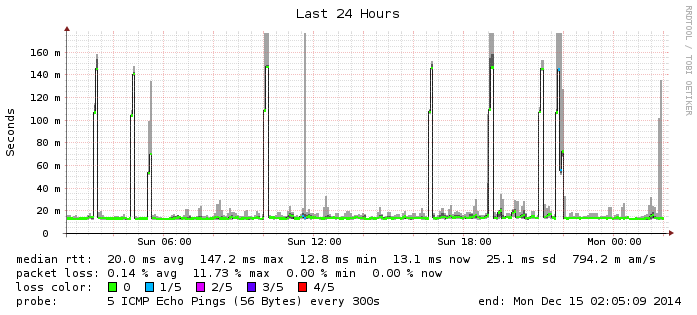 Last 24 Hours
RRDTOOL / TOBI OETIKER
Seconds
160 m
140 m
120 m
100 m
80 m
60 m
40 m
20 m
0
Sun 06:00 Sun 12:00 Sun 18:00 Mon 00:00
median rtt: 20.0 ms avg 147.2 ms max 12.8 ms min 13.1 ms now 25.1 ms sd 794.2 m am/s
packet loss: 0.14 % avg 11.73 % max 0.00 % min 0.00 % now
loss color: 0 1/5 2/5 3/5 4/5
probe: 5 ICMP Echo Pings (56 Bytes) every 300s end: Mon Dec 15 02:05:09 2014